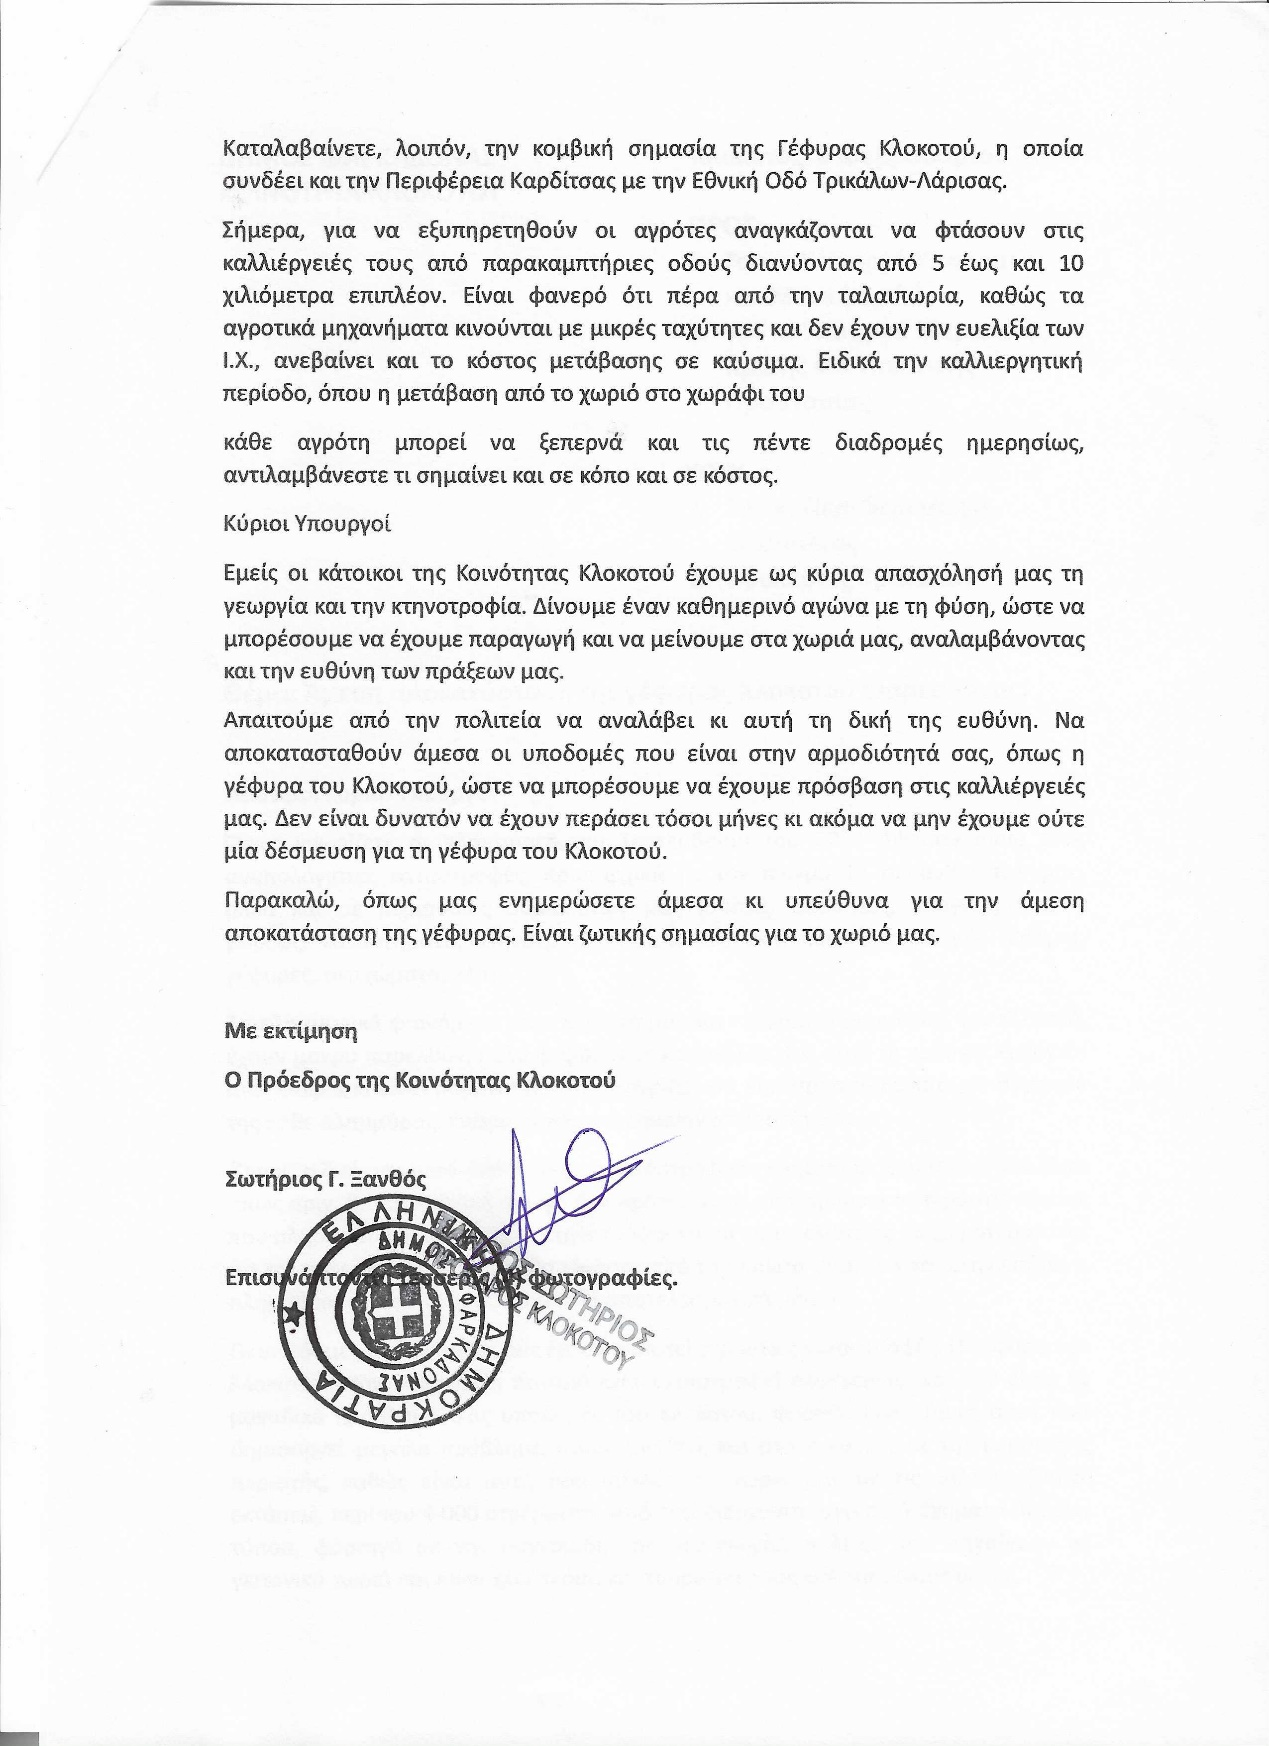 Καταλαβαίνετε, λοιπόν, την κομβική σημασία της Γέφυρας Κλοκοτού, η οποία
συνδέει και την Περιφέρεια Καρδίτσας με την Εθνική Οδό Τρικάλων-Λάρισας.
Σήμερα, για να εξυπηρετηθούν οι αγρότες αναγκάζονται να φτάσουν στις
καλλιέργειές τους από παρακαμπτήριες οδούς διανύοντας από 5 έως και 10
χιλιόμετρα επιπλέον. Είναι φανερό ότι πέρα από την ταλαιπωρία, καθώς τα
αγροτικά μηχανήματα κινούνται με μικρές ταχύτητες και δεν έχουν την ευελιξία των
Ι.Χ., ανεβαίνει και το κόστος μετάβασης σε καύσιμα. Ειδικά την καλλιεργητική
περίοδο, όπου η μετάβαση από το χωριό στο χωράφι του
κάθε αγρότη μπορεί να ξεπερνά και τις πέντε διαδρομές ημερησίως,
αντιλαμβάνεστε τι σημαίνει και σε κόπο και σε κόστος.
Κύριοι Υπουργοί
Εμείς οι κάτοικοι της Κοινότητας Κλοκοτού έχουμε ως κύρια απασχόλησή μας τη
γεωργία και την κτηνοτροφία. Δίνουμε έναν καθημερινό αγώνα με τη φύση, ώστε να
μπορέσουμε να έχουμε παραγωγή και να μείνουμε στα χωριά μας, αναλαμβάνοντας
και την ευθύνη των πράξεων μας.
Απαιτούμε από την πολιτεία να αναλάβει κι αυτή τη δική της ευθύνη. Να
αποκατασταθούν άμεσα οι υποδομές που είναι στην αρμοδιότητά σας, όπως η
γέφυρα του Κλοκοτού, ώστε να μπορέσουμε να έχουμε πρόσβαση στις καλλιέργειές
μας. Δεν είναι δυνατόν να έχουν περάσει τόσοι μήνες κι ακόμα να μην έχουμε ούτε
μία δέσμευση για τη γέφυρα του Κλοκοτού.
Παρακαλώ, όπως μας ενημερώσετε άμεσα κι υπεύθυνα για την άμεση
αποκατάσταση της γέφυρας. Είναι ζωτικής σημασίας για το χωριό μας.
Με εκτίμηση
Ο Πρόεδρος της Κοινότητας Κλοκοτού
Σωτήριος Γ. Ξανθός
Επισυνάπτονται τέσσερις (4) φωτογραφίες.
ΕΛΛΗΝΙΚΗ ΔΗΜΟΚΡΑΤΙΑ
ΔΗΜΟΣ ΦΑΡΚΑΔΟΝΑΣ
ΣΩΤΗΡΙΟΣ
ΚΛΟΚΟΤΟΥ